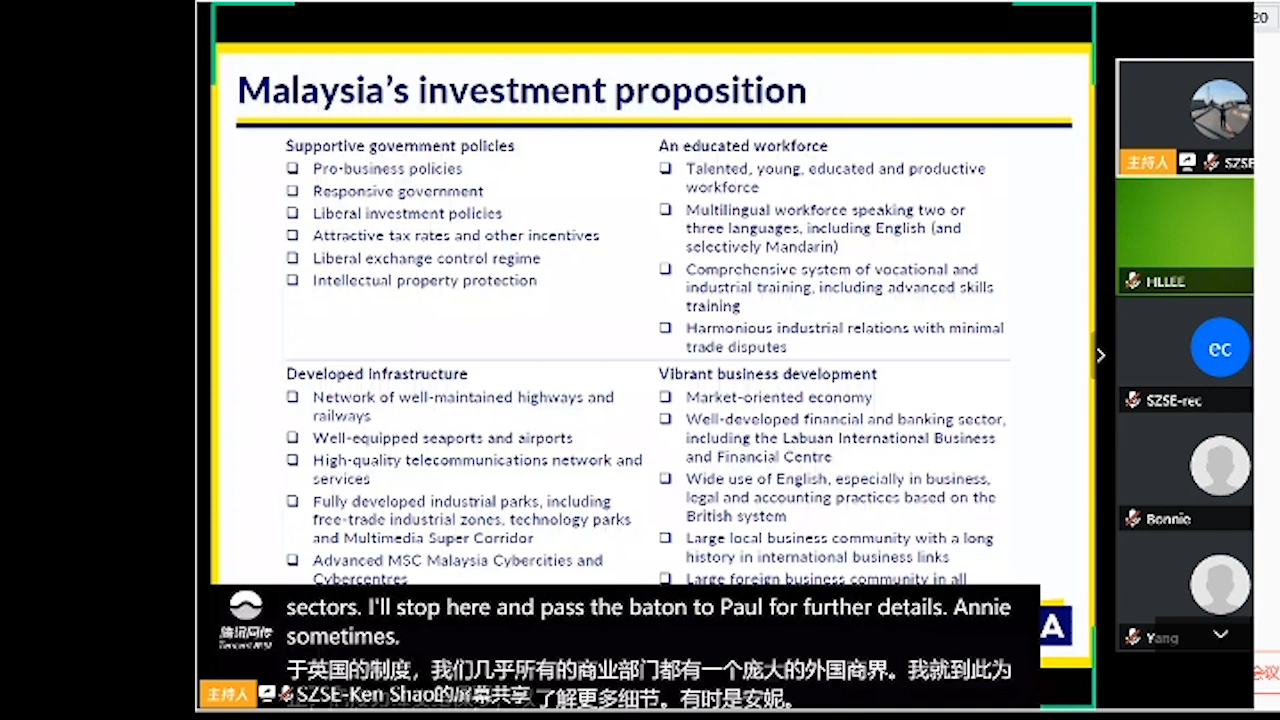 20
Malaysia's investment proposition
Supportive government policies
❑ Pro-business policies
❑ Responsive government
❑ Liberal investment policies
❑ Attractive tax rates and other incentives
❑ Liberal exchange control regime
❑ Intellectual property protection
An educated workforce
❑ Talented, young, educated and productive
workforce
❑ Multilingual workforce speaking two or
three languages, including English (and
selectively Mandarin)
❑ Comprehensive system of vocational and
industrial training, including advanced skills
training
❑ Harmonious industrial relations with minimal
trade disputes
Developed infrastructure
❑ Network of well-maintained highways and
railways
❑ Well-equipped seaports and airports
❑ High-quality telecommunications network and
services
❑ Fully developed industrial parks, including
free-trade industrial zones, technology parks
and Multimedia Super Corridor
❑ Advanced MSC Malaysia Cybercities and
Cybercentres
Vibrant business development
❑ Market-oriented economy
❑ Well-developed financial and banking sector,
including the Labuan International Business
and Financial Centre
❑ Wide use of English, especially in business,
legal and accounting practices based on the
British system
❑ Large local business community with a long
history in international business links
❑ Large foreign business community in all
A
sectors. I'll stop here and pass the baton to Paul for further details. Annie
sometimes.
于英国的制度，我们几乎所有的商业部门都有一个庞大的外国商界。我就到此为
了解更多细节。有时是安妮。
主持人 SZSE-Ken Shao的屏幕共享
主持人 SZSE
HLLEE
ec
SZSE-rec
Bonnie
Yang
会议